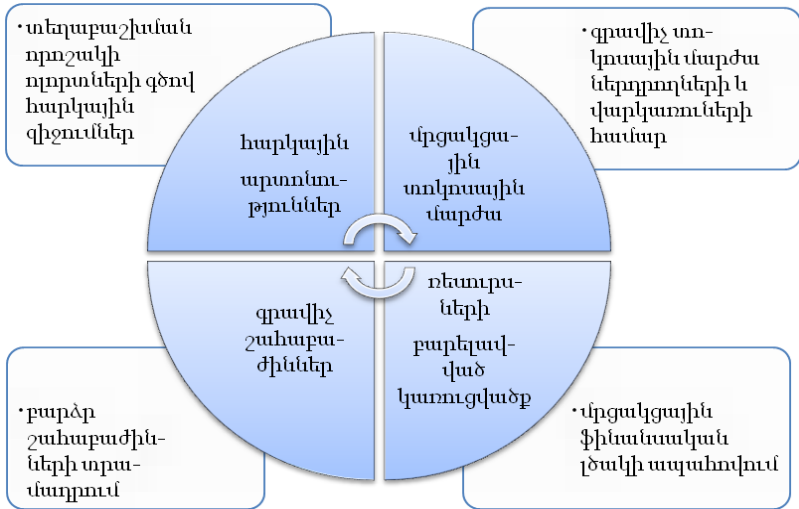 • տեղաբաշխման
որոշակի
ոլորտների գծով
հարկային
զիջումներ
հարկային
արտոնու-
թյուններ
մրցակցա-
յին
տոկոսային
մարժա
• գրավիչ տո-
կոսային մարժա
ներդրողների և
վարկառուների
համար
գրավիչ
շահաբա-
ժիններ
ռեսուրս-
ների
բարելավ-
ված
կառուցվածք
• բարձր
շահաբաժին-
ների տրա-
մադրում
• մրցակցային
ֆինանսական
լծակի ապահովում